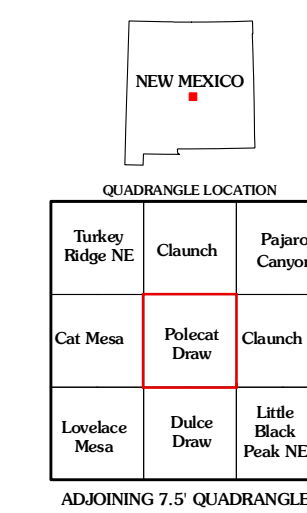 NEW MEXICO
QUADRANGLE LOCATION
Turkey
Ridge NE
Claunch
Pajaro
Canyon
Cat Mesa
Polecat
Draw
Claunch
Lovelace
Mesa
Dulce
Draw
Little
Black
Peak NE
ADJOINING 7.5' QUADRANGLE